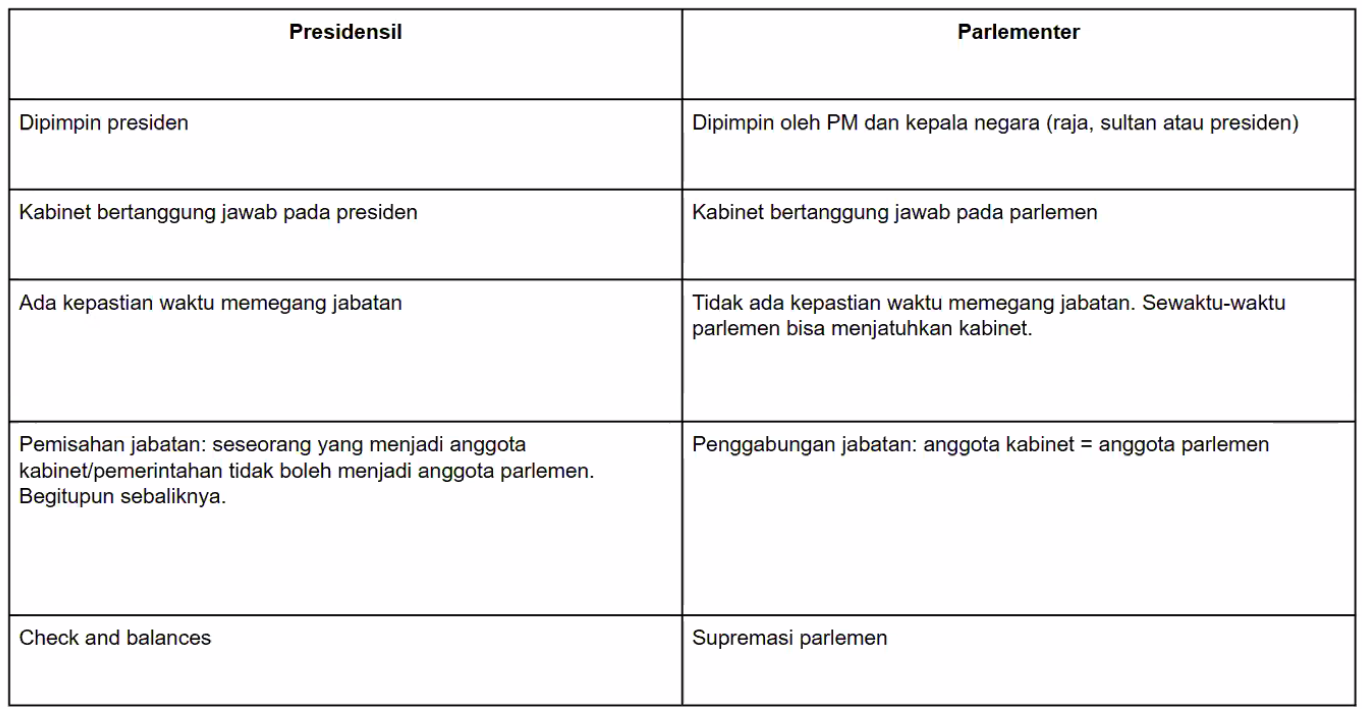 Presidensil
Parlementer
Dipimpin presiden
Dipimpin oleh PM dan kepala negara (raja, sultan atau presiden)
Kabinet bertanggung jawab pada presiden
Kabinet bertanggung jawab pada parlemen
Ada kepastian waktu memegang jabatan
Tidak ada kepastian waktu memegang jabatan. Sewaktu-waktu
parlemen bisa menjatuhkan kabinet.
Pemisahan jabatan: seseorang yang menjadi anggota
kabinet/pemerintahan tidak boleh menjadi anggota parlemen.
Begitupun sebaliknya.
Penggabungan jabatan: anggota kabinet = anggota parlemen
Check and balances
Supremasi parlemen